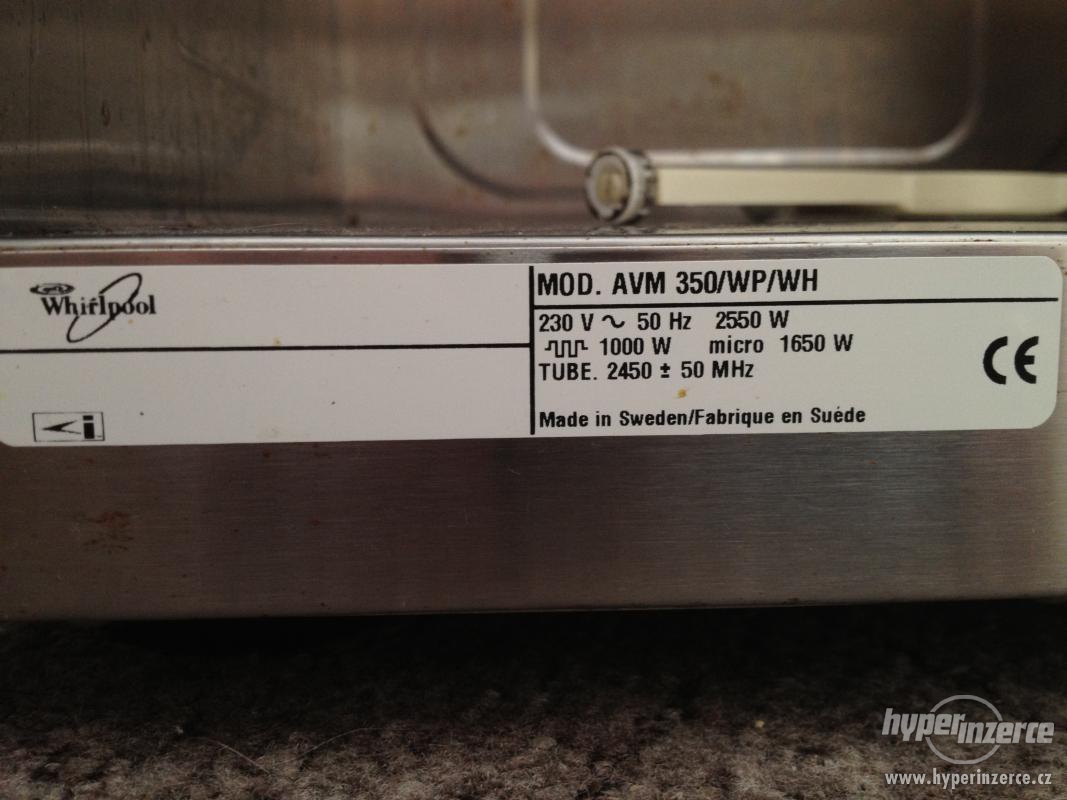 Whirlpool
MOD. AVM 350/WP/WH
230 V ~ 50 Hz 2550 W
1000 W micro 1650 W
TUBE. 2450 ± 50 MHz
Made in Sweden/Fabrique en Suéde
CE
i
hyperinzerce
www.hyperinzerce.cz